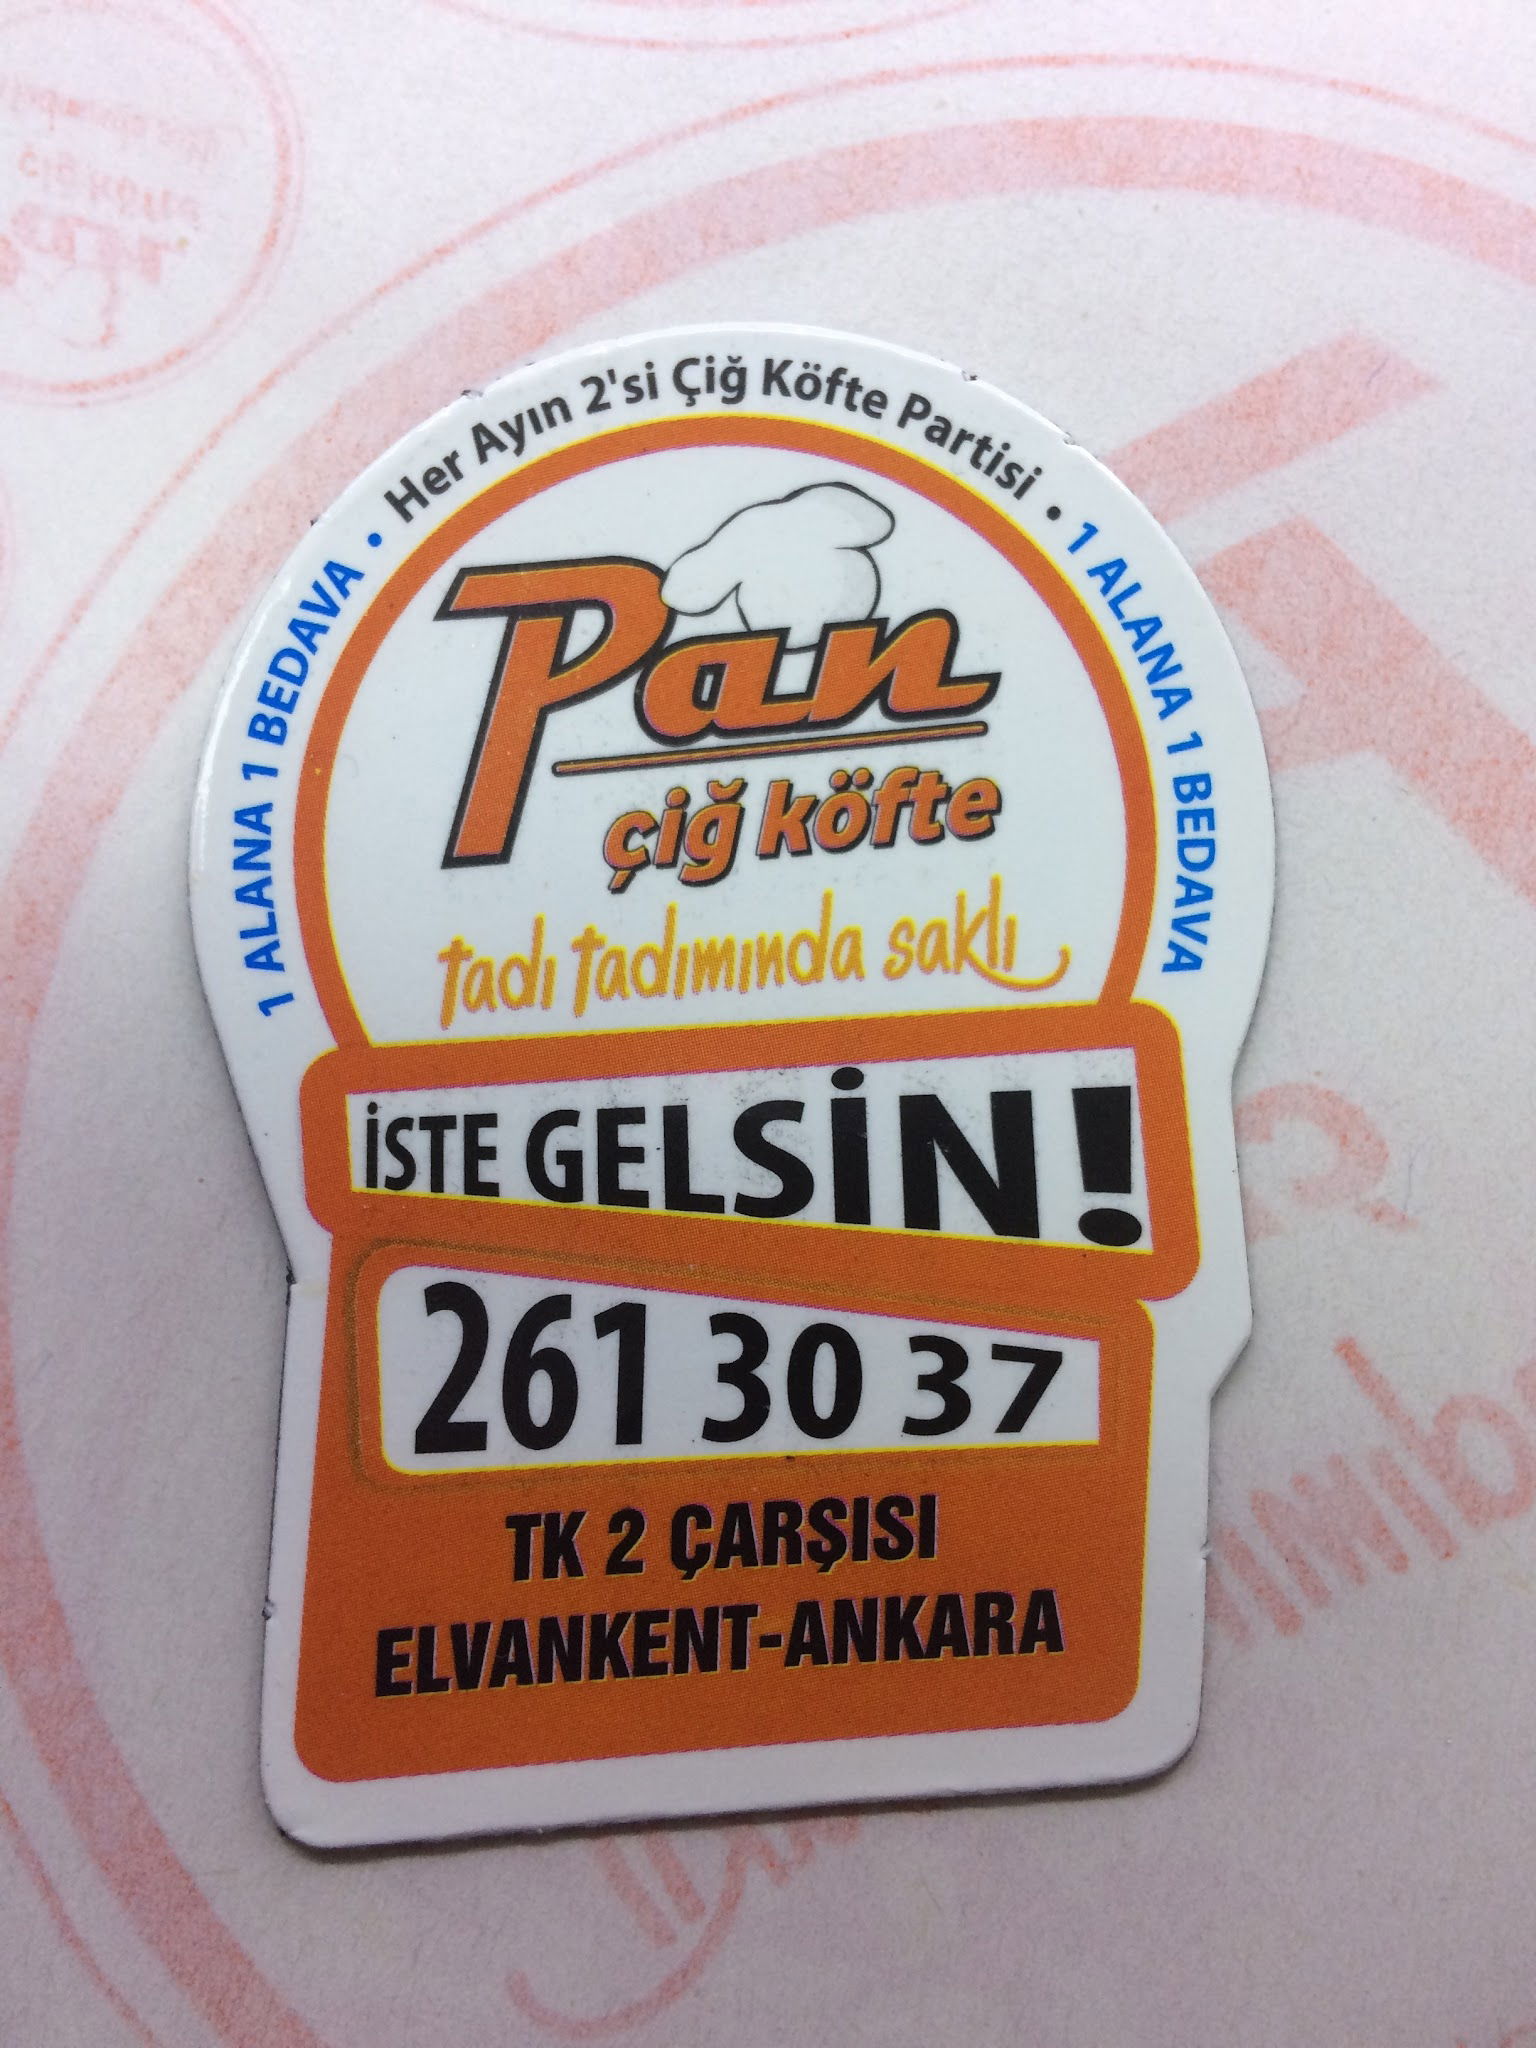 1 ALANA 1 BEDAVA • Her Ayın 2'si Çiğ Köfte Partisi • 1 ALANA 1 BEDAVA
Pan
çiğ köfte
tadı tadımında saklı
İSTE GELSİN!
261 30 37
TK 2 ÇARŞISI
ELVANKENT-ANKARA